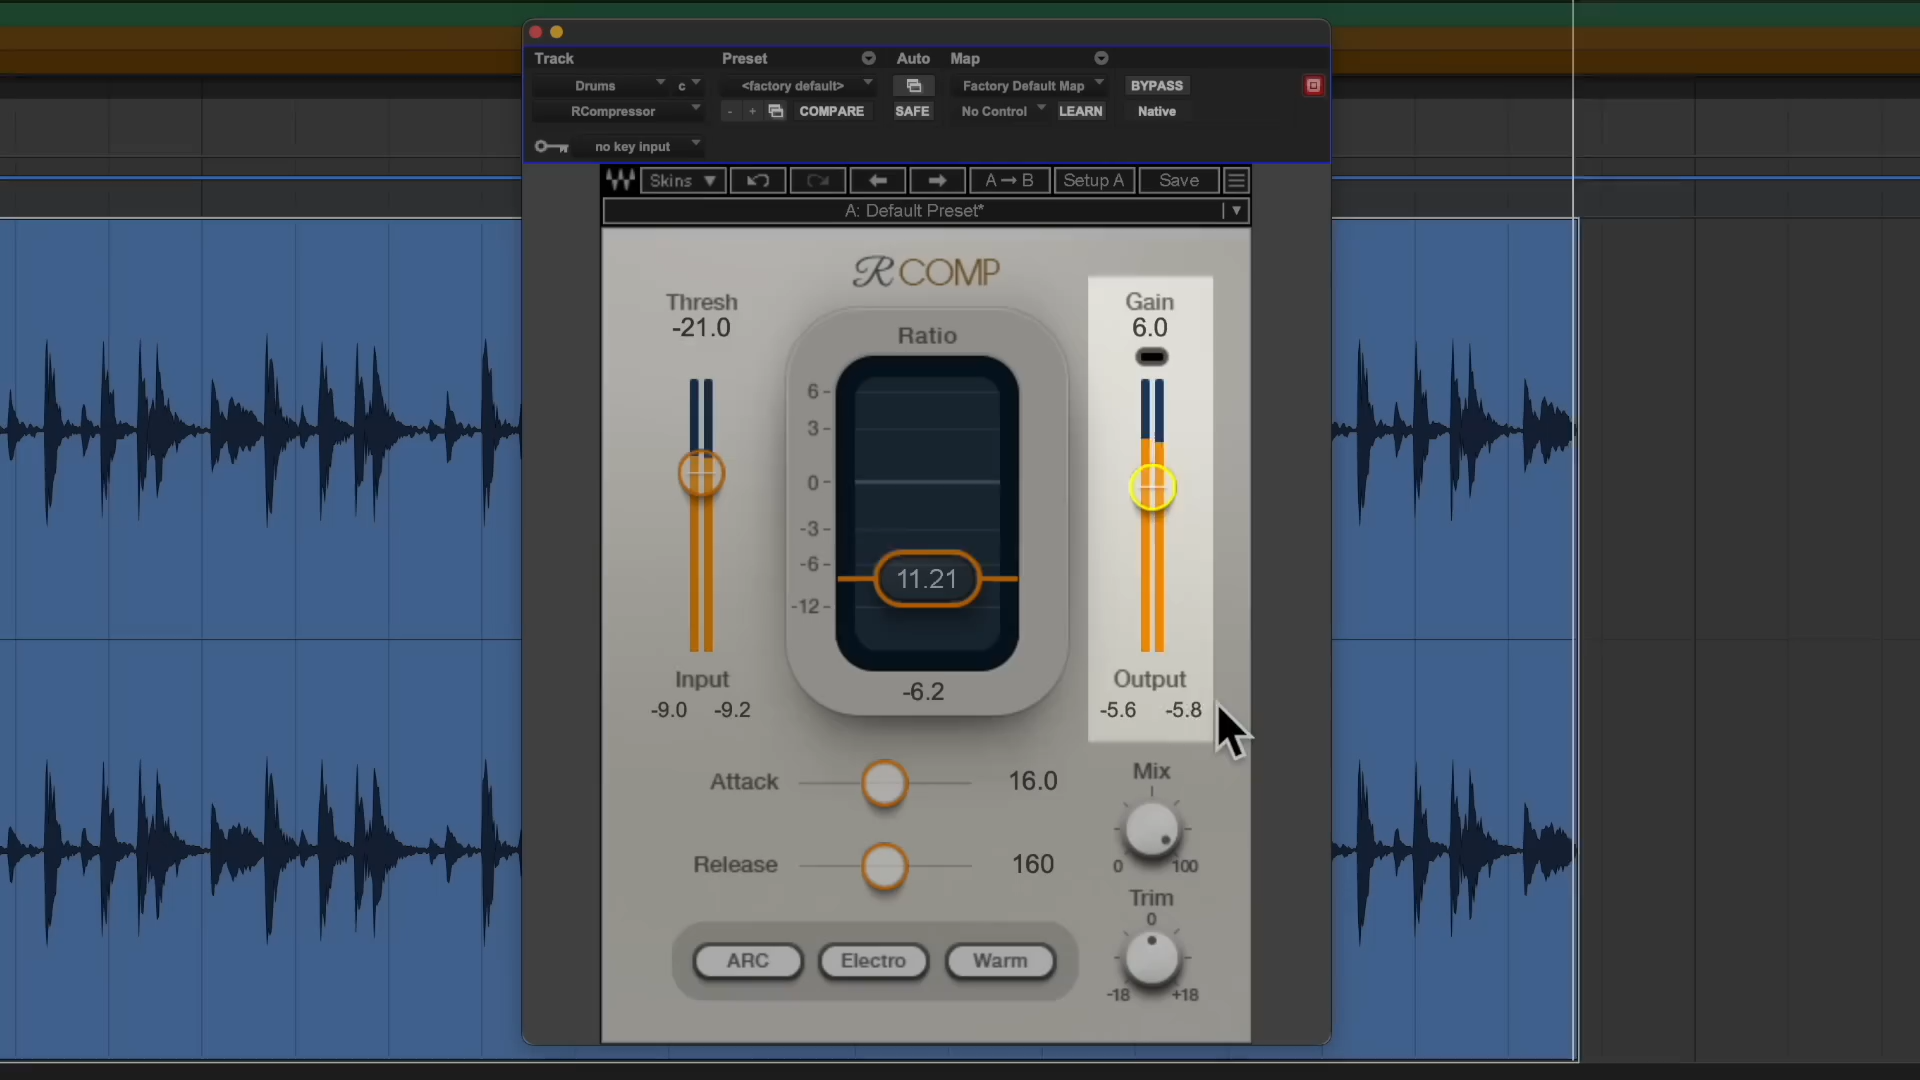 Track Preset Auto Map
Drums c <factory default> Factory Default Map BYPASS
RCompressor - + COMPARE SAFE No Control LEARN Native
no key input
Skins A→B Setup A Save
A: Default Preset*
R COMP
Thresh
-21.0
Ratio
Gain
6.0
6
3
0
-3
-6
-12
11.21
-6.2
Input
-9.0 -9.2
Output
-5.6 -5.8
Attack 16.0
Release 160
Mix
0 100
Trim
0
-18 +18
ARC Electro Warm